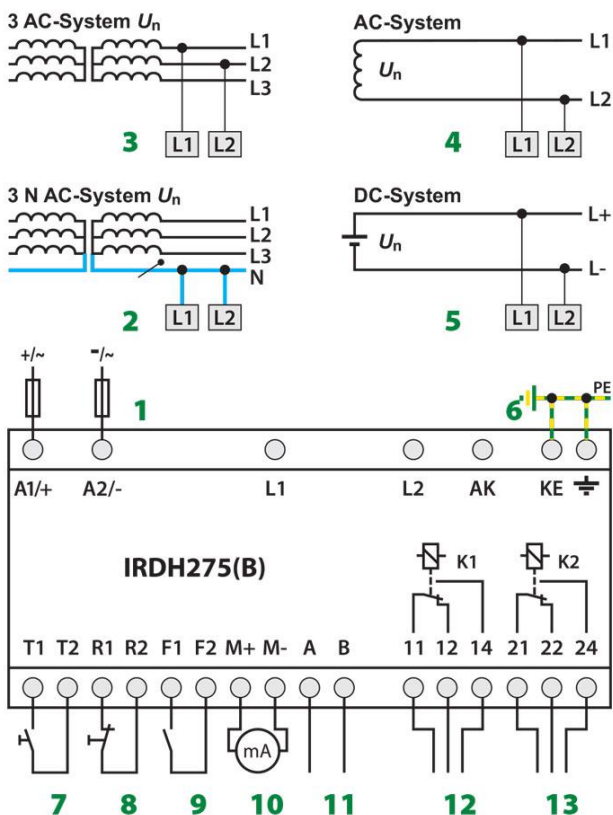 3 AC-System Un
L1
L2
L3
3
L1 L2
AC-System
Un
L1
L2
4
L1 L2
3 N AC-System Un
L1
L2
L3
N
2
L1 L2
DC-System
Un
L+
L-
5
L1 L2
+/~ -/~
1
6
PE
A1/+ A2/- L1 L2 AK KE
IRDH275(B)
K1 K2
T1 T2 R1 R2 F1 F2 M+ M- A B 11 12 14 21 22 24
mA
7 8 9 10 11 12 13